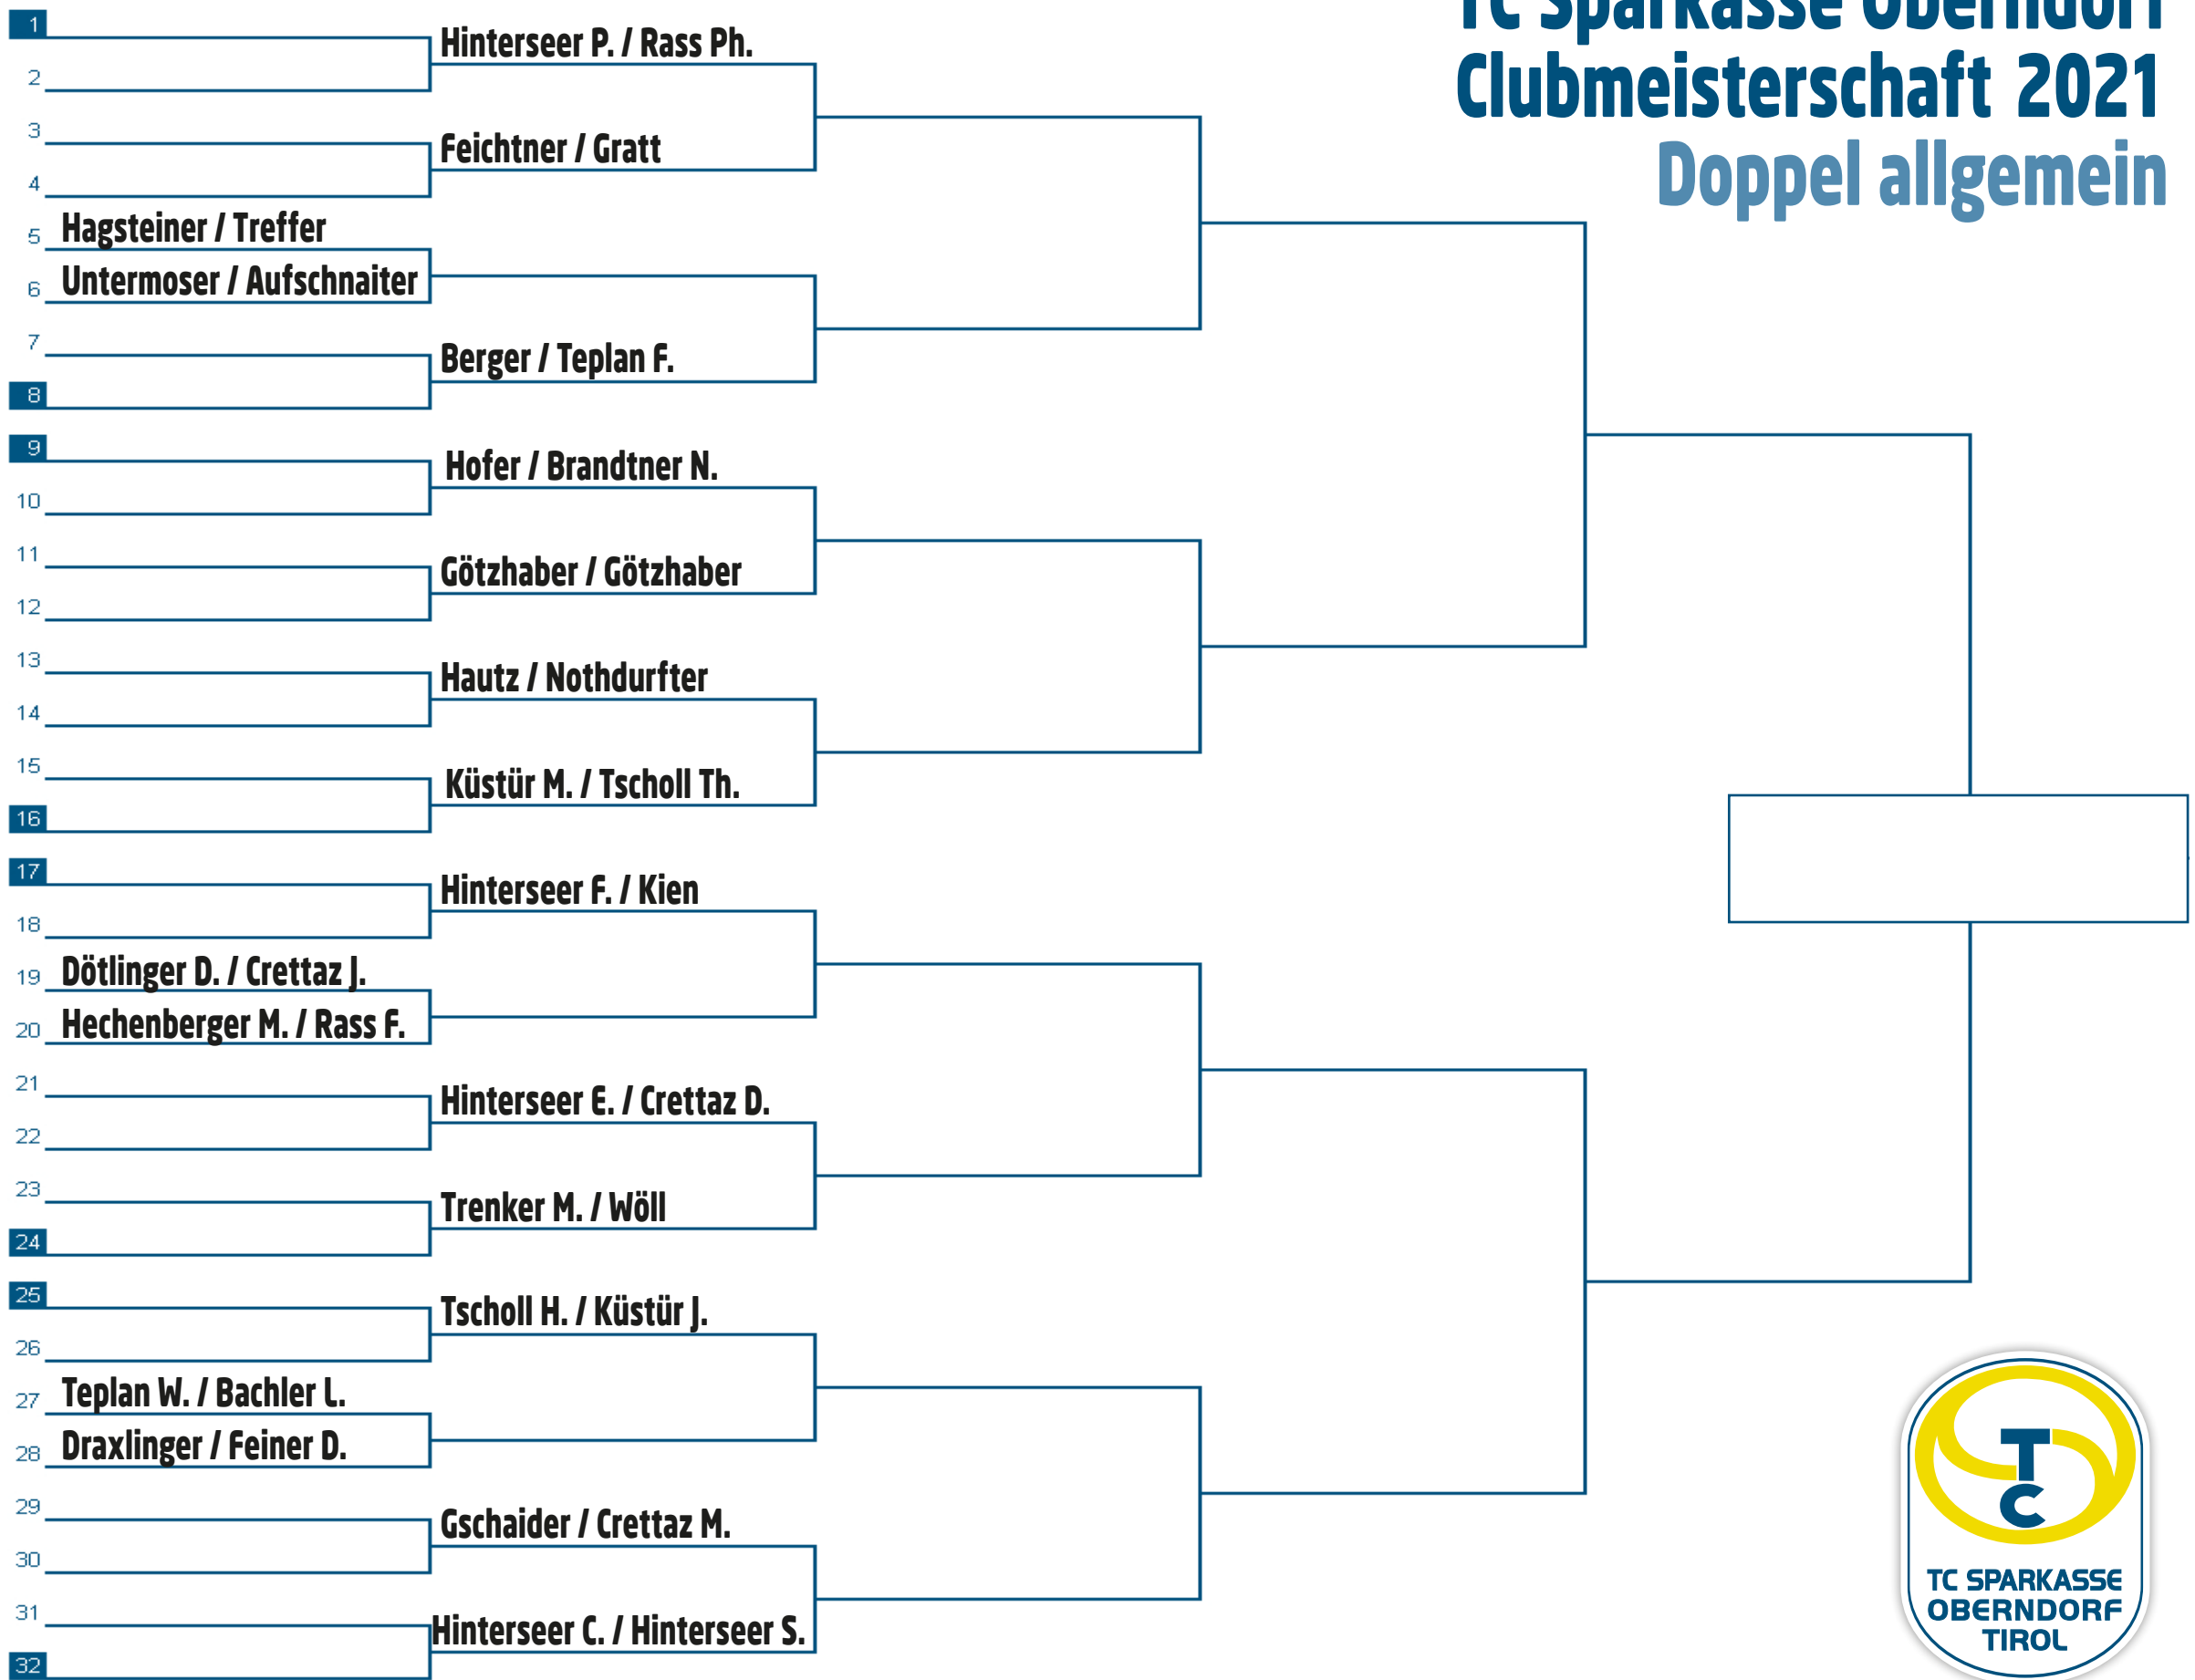 TC Sparkasse Oberndorf
Clubmeisterschaft 2021
Doppel allgemein
1
Hinterseer P. / Rass Ph.
2
3
Feichtner / Gratt
4
5 Hagsteiner / Treffer
6 Untermoser / Aufschnaiter
7
Berger / Teplan F.
8
9
Hofer / Brandtner N.
10
11
Götzhaber / Götzhaber
12
13
Hautz / Nothdurfter
14
15
Küstür M. / Tscholl Th.
16
17
Hinterseer F. / Kien
18
19 Dötlinger D. / Crettaz J.
20 Hechenberger M. / Rass F.
21
Hinterseer E. / Crettaz D.
22
23
Trenker M. / Wöll
24
25
Tscholl H. / Küstür J.
26
27 Teplan W. / Bachler L.
28 Draxlinger / Feiner D.
29
Gschaider / Crettaz M.
30
31
Hinterseer C. / Hinterseer S.
32
T
C
TC SPARKASSE
OBERNDORF
TIROL